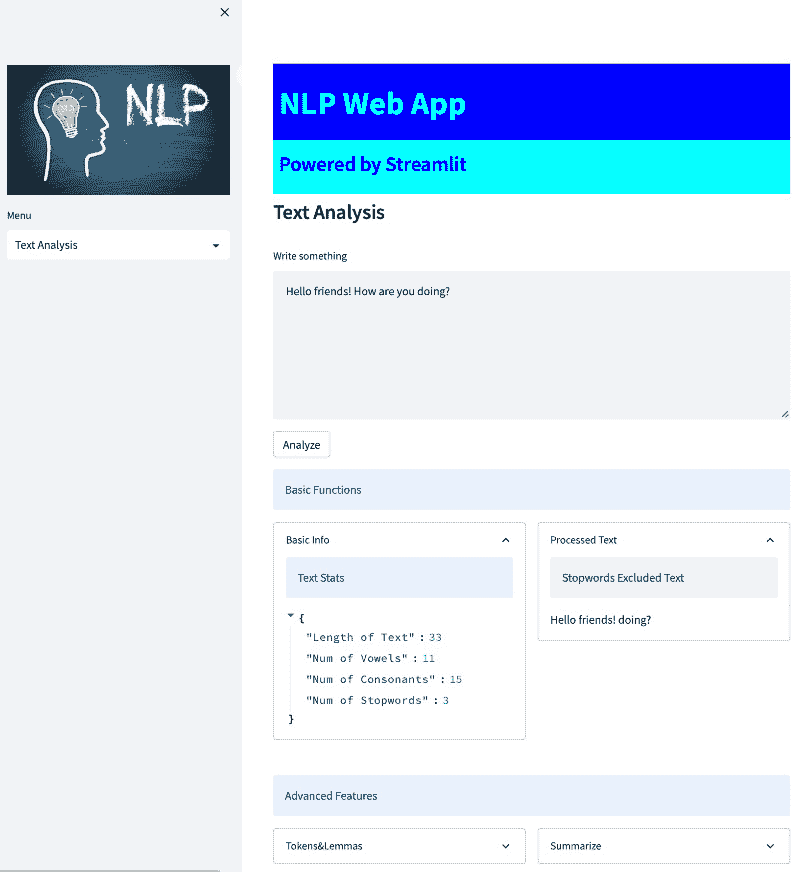 NLP
Menu
Text Analysis
NLP Web App
Powered by Streamlit
Text Analysis
Write something
Hello friends! How are you doing?
Analyze
Basic Functions
Basic Info
Text Stats
{
"Length of Text" : 33
"Num of Vowels" : 11
"Num of Consonants" : 15
"Num of Stopwords" : 3
}
Processed Text
Stopwords Excluded Text
Hello friends! doing?
Advanced Features
Tokens&Lemmas
Summarize